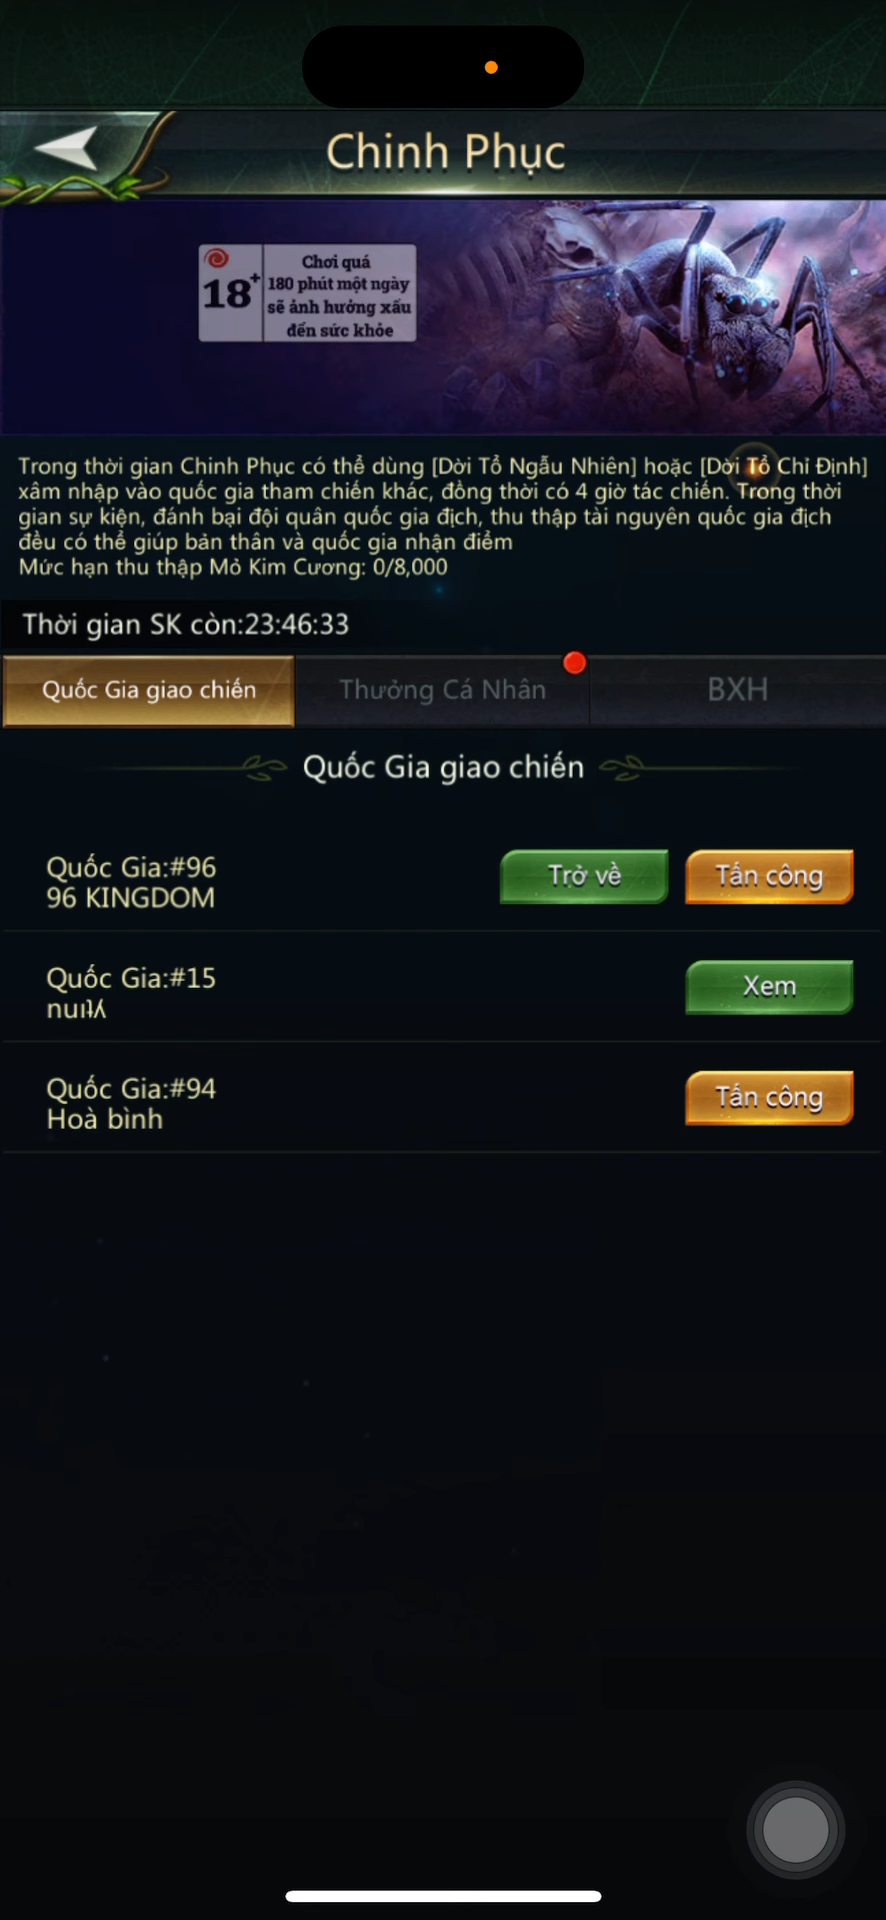 Chinh Phục
18+
Chơi quá
180 phút một ngày
sẽ ảnh hưởng xấu
đến sức khỏe
Trong thời gian Chinh Phục có thể dùng [Dời Tổ Ngẫu Nhiên] hoặc [Dời Tổ Chỉ Định]
xâm nhập vào quốc gia tham chiến khác, đồng thời có 4 giờ tác chiến. Trong thời
gian sự kiện, đánh bại đội quân quốc gia địch, thu thập tài nguyên quốc gia địch
đều có thể giúp bản thân và quốc gia nhận điểm
Mức hạn thu thập Mỏ Kim Cương: 0/8,000
Thời gian SK còn:23:46:33
Quốc Gia giao chiến
Thưởng Cá Nhân
BXH
Quốc Gia giao chiến
Quốc Gia:#96
96 KINGDOM
Trở về
Tấn công
Quốc Gia:#15
Xem
Quốc Gia:#94
Hoà bình
Tấn công